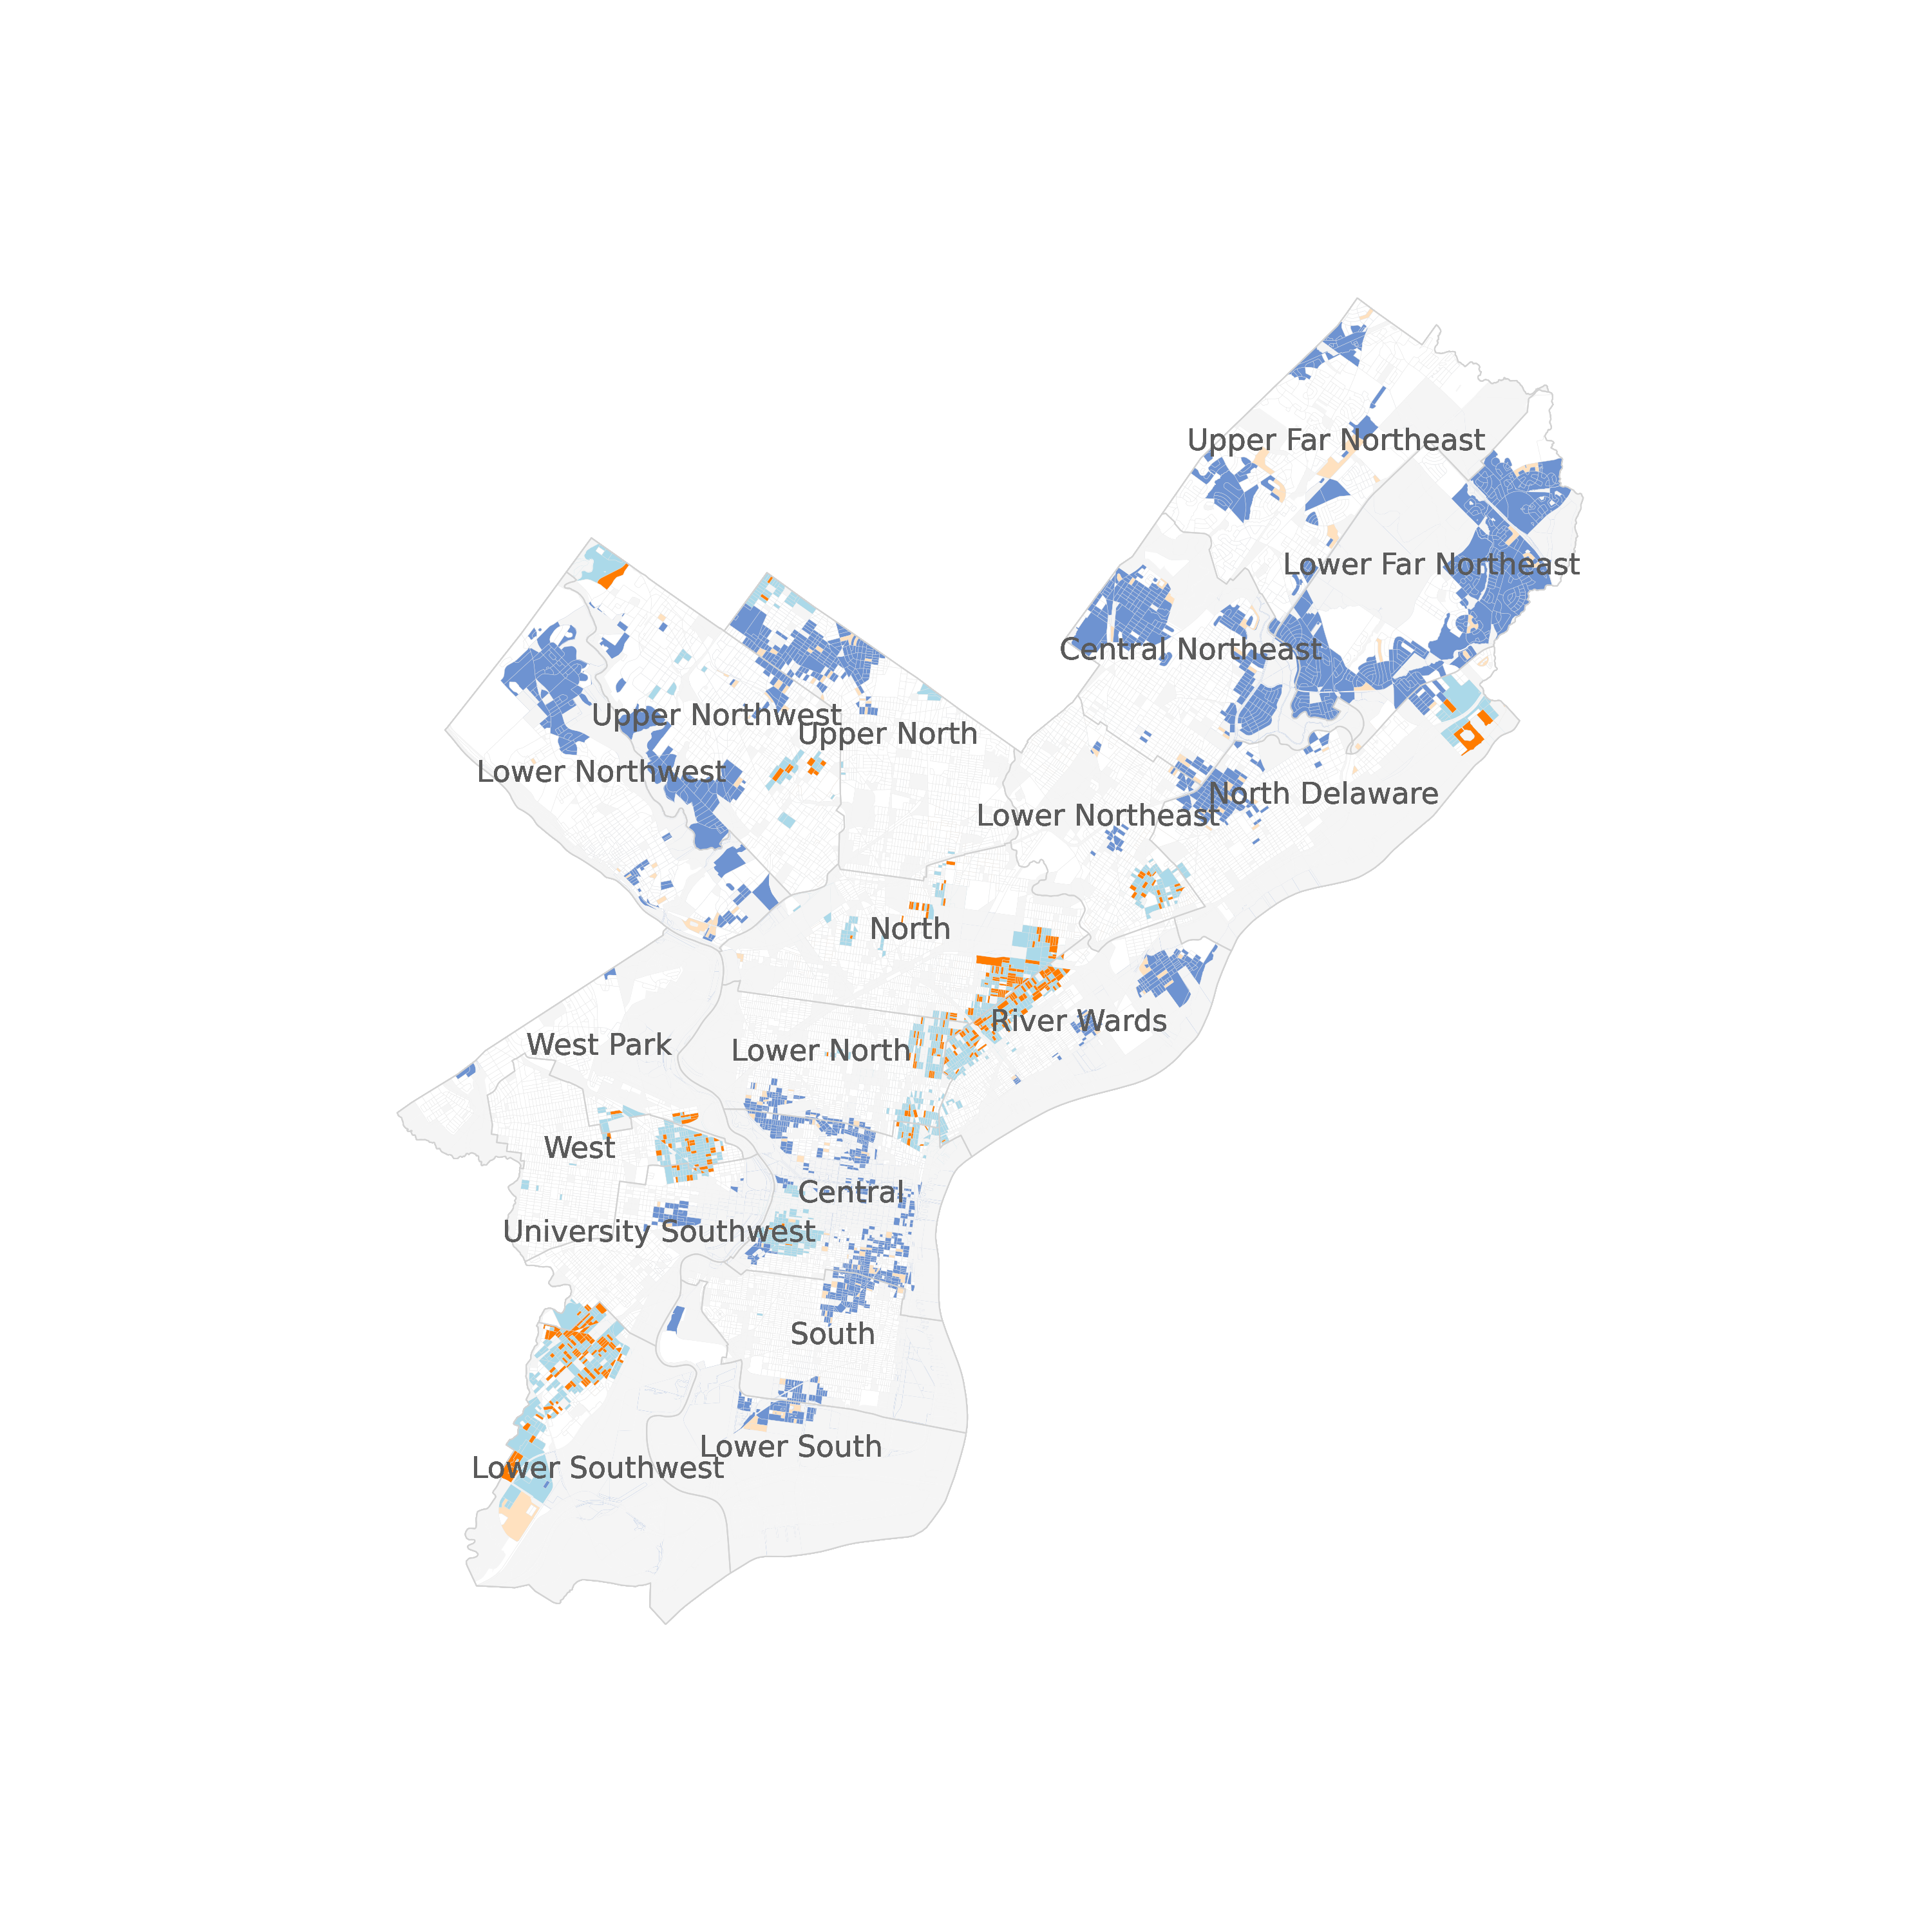 Upper Far Northeast
Lower Far Northeast
Central Northeast
Upper Northwest
Upper North
Lower Northwest
North Delaware
Lower Northeast
North
River Wards
West Park
Lower North
West
Central
University Southwest
South
Lower South
Lower Southwest